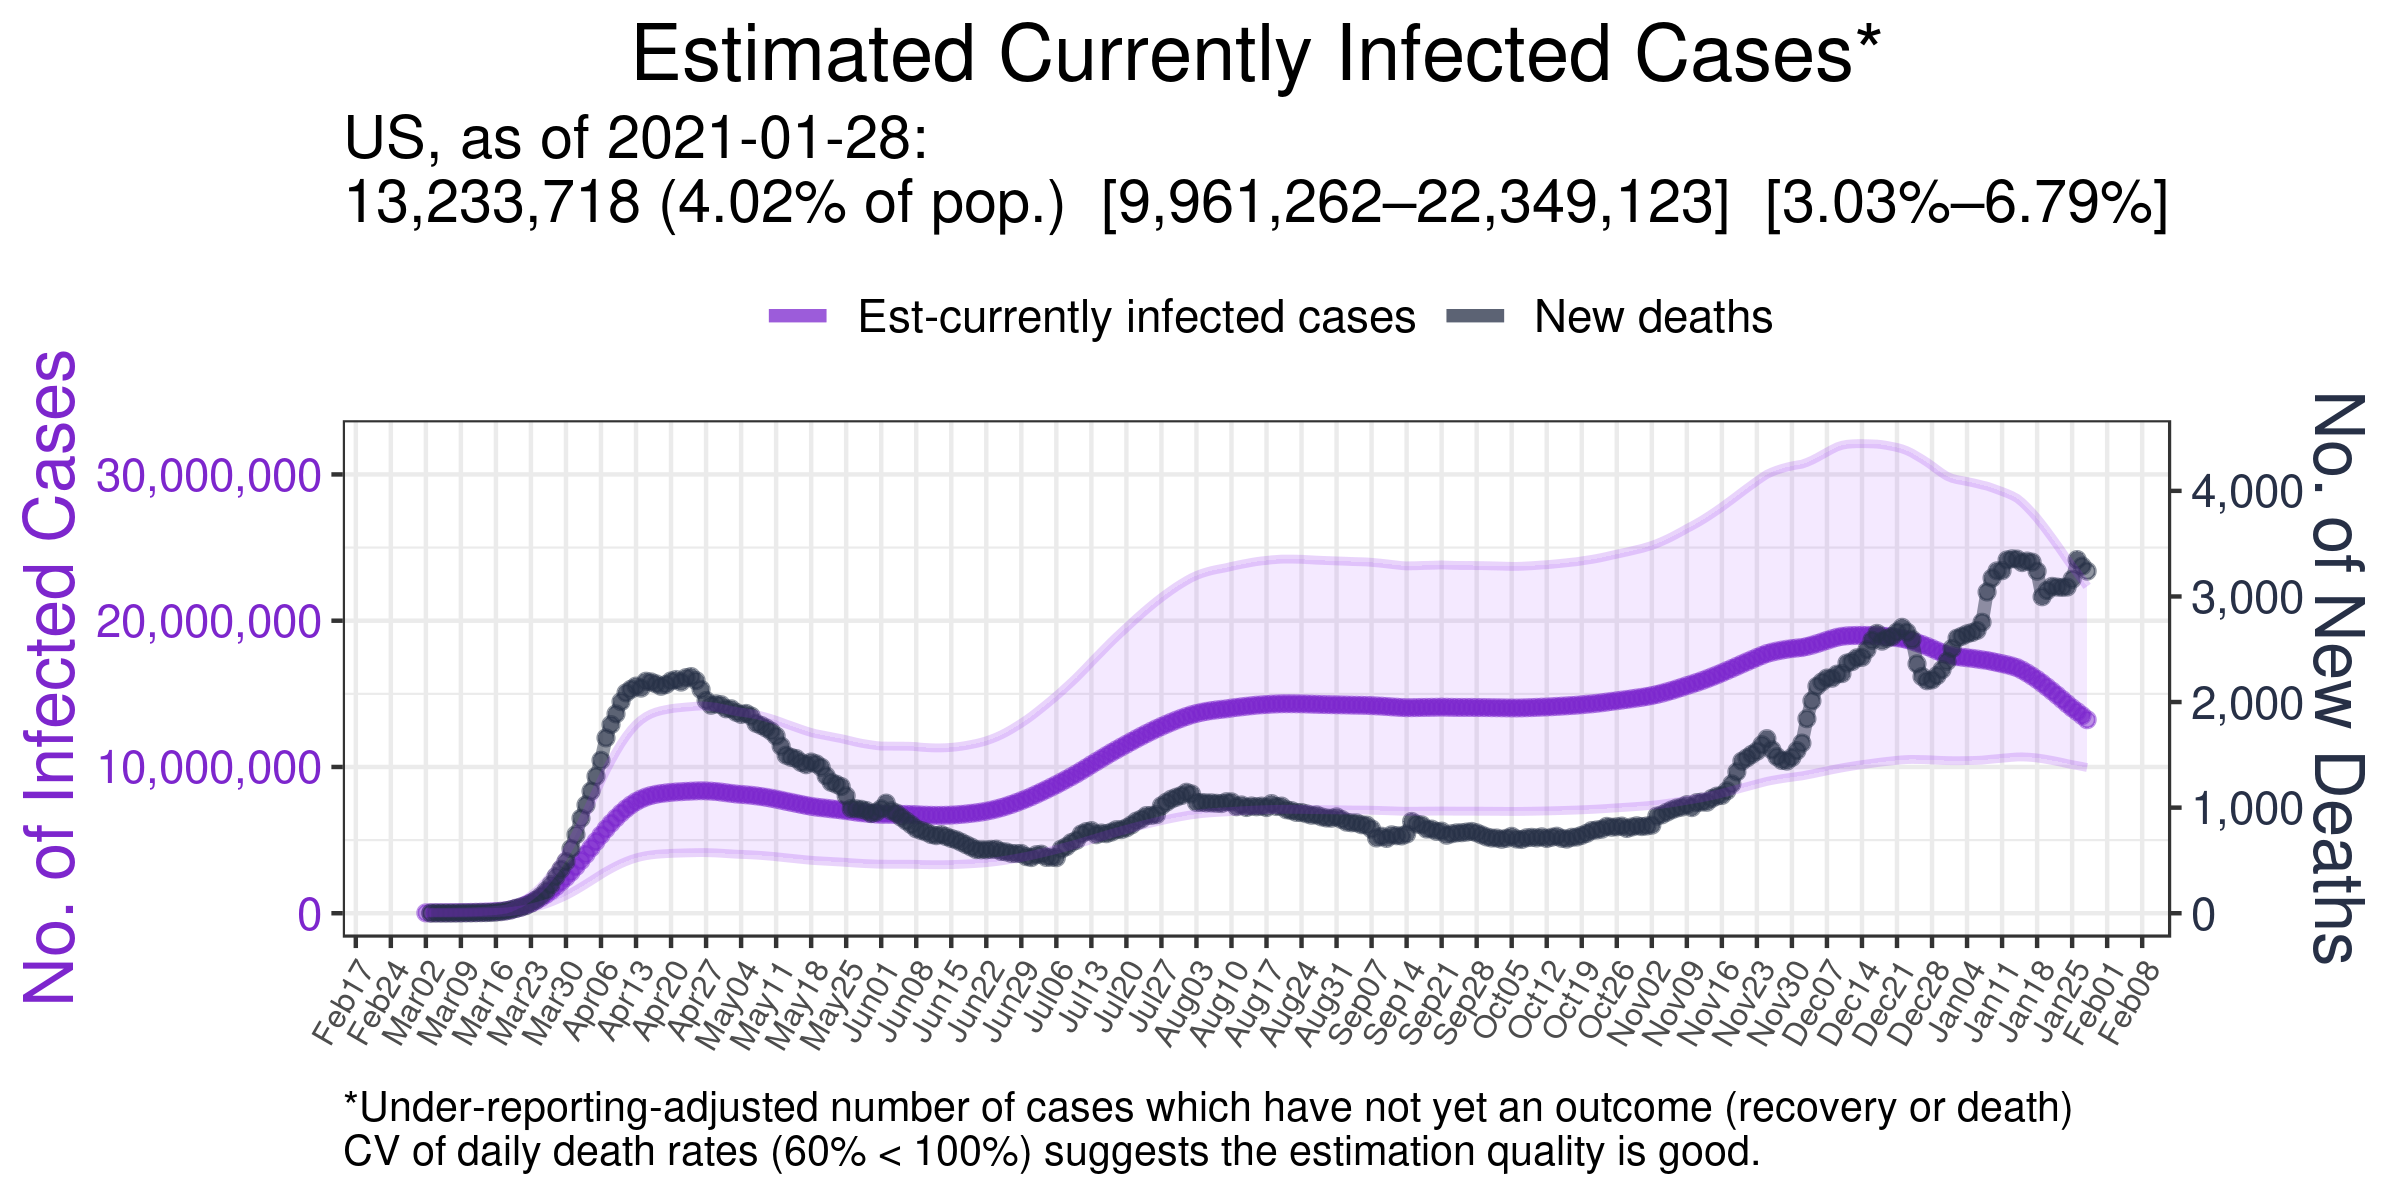 Estimated Currently Infected Cases*
US, as of 2021-01-28:
13,233,718 (4.02% of pop.) [9,961,262–22,349,123] [3.03%–6.79%]
Est-currently infected cases New deaths
No. of Infected Cases
30,000,000
20,000,000
10,000,000
0
4,000
3,000
2,000
1,000
0
No. of New Deaths
Feb17 Feb24 Mar02 Mar09 Mar16 Mar23 Mar30 Apr06 Apr13 Apr20 Apr27 May04 May11 May18 May25 Jun01 Jun08 Jun15 Jun22 Jun29 Jul06 Jul13 Jul20 Jul27 Aug03 Aug10 Aug17 Aug24 Aug31 Sep07 Sep14 Sep21 Sep28 Oct05 Oct12 Oct19 Oct26 Nov02 Nov09 Nov16 Nov23 Nov30 Dec07 Dec14 Dec21 Dec28 Jan04 Jan11 Jan18 Jan25 Feb01 Feb08
*Under-reporting-adjusted number of cases which have not yet an outcome (recovery or death)
CV of daily death rates (60% < 100%) suggests the estimation quality is good.